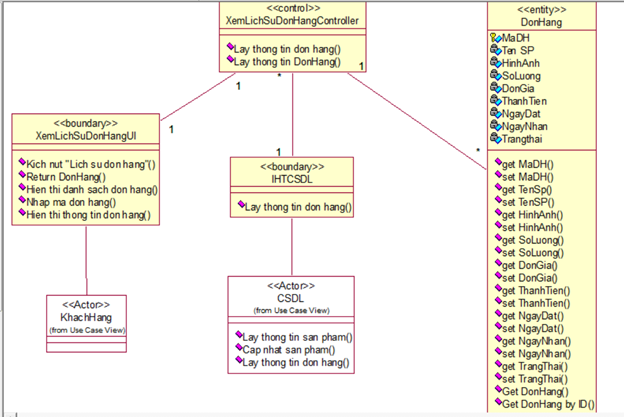 <<control>>
XemLichSuDonHangController
Lay thong tin don hang()
Lay thong tin DonHang()
1
*
1
1
1
*
<<boundary>>
XemLichSuDonHangUI
Kich nut "Lich su don hang"()
Return DonHang()
Hien thi danh sach don hang()
Nhap ma don hang()
Hien thi thong tin don hang()
<<boundary>>
IHTCSDL
Lay thong tin don hang()
<<Actor>>
KhachHang
(from Use Case View)
<<Actor>>
CSDL
(from Use Case View)
Lay thong tin san pham()
Cap nhat san pham()
Lay thong tin don hang()
<<entity>>
DonHang
MaDH
Ten SP
HinhAnh
SoLuong
DonGia
ThanhTien
NgayDat
NgayNhan
Trangthai
get MaDH()
set MaDH()
get TenSp()
set TenSP()
get HinhAnh()
set HinhAnh()
get SoLuong()
set SoLuong()
get DonGia()
set DonGia()
get ThanhTien()
set ThanhTien()
get NgayDat()
set NgayDat()
get NgayNhan()
set NgayNhan()
get TrangThai()
set TrangThai()
Get DonHang()
Get DonHang by ID()